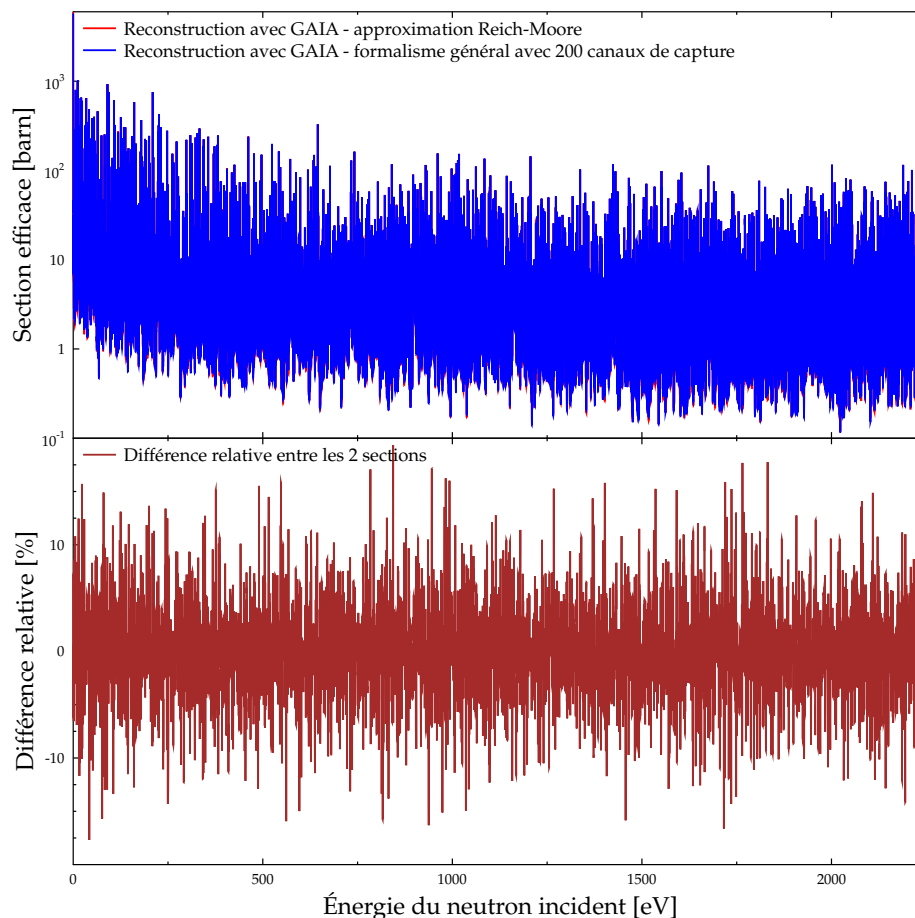 Reconstruction avec GAIA - approximation Reich-Moore
Reconstruction avec GAIA - formalisme général avec 200 canaux de capture
Section efficace [barn]
10³
10²
10
1
10⁻¹
Différence relative entre les 2 sections
Différence relative [%]
10
0
-10
0 500 1000 1500 2000
Énergie du neutron incident [eV]